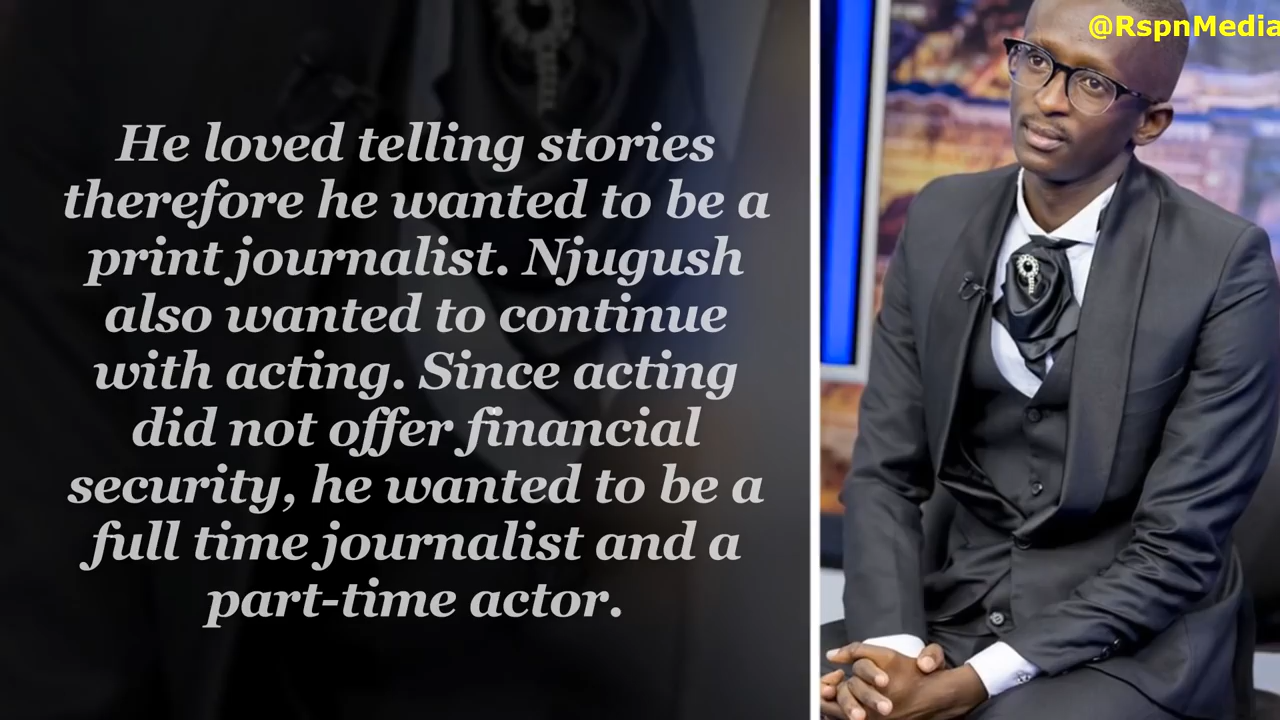 @RspnMedia
He loved telling stories
therefore he wanted to be a
print journalist. Njugush
also wanted to continue
with acting. Since acting
did not offer financial
security, he wanted to be a
full time journalist and a
part-time actor.